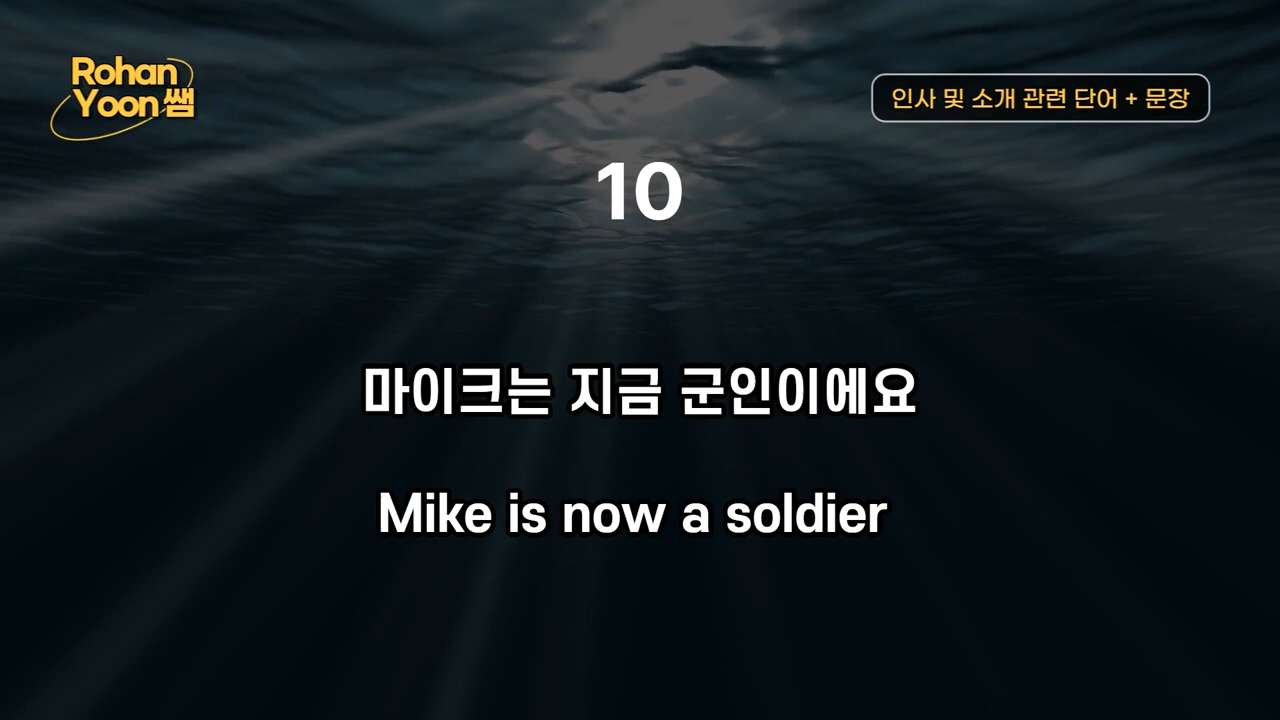 Rohan
Yoon쌤
인사 및 소개 관련 단어 + 문장
10
마이크는 지금 군인이에요
Mike is now a soldier